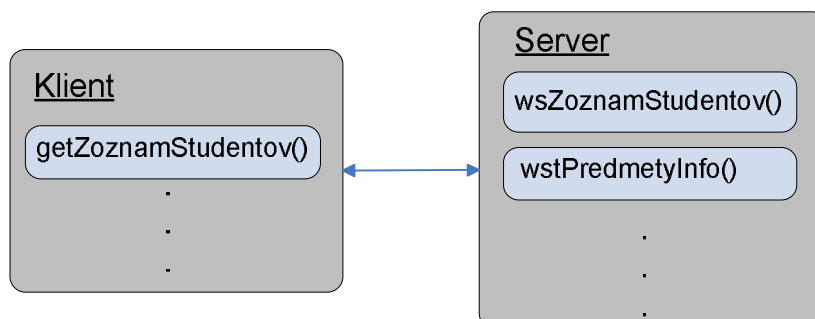 Klient
getZoznamStudentov()
.
.
.
Server
wsZoznamStudentov()
wstPredmetyInfo()
.
.
.